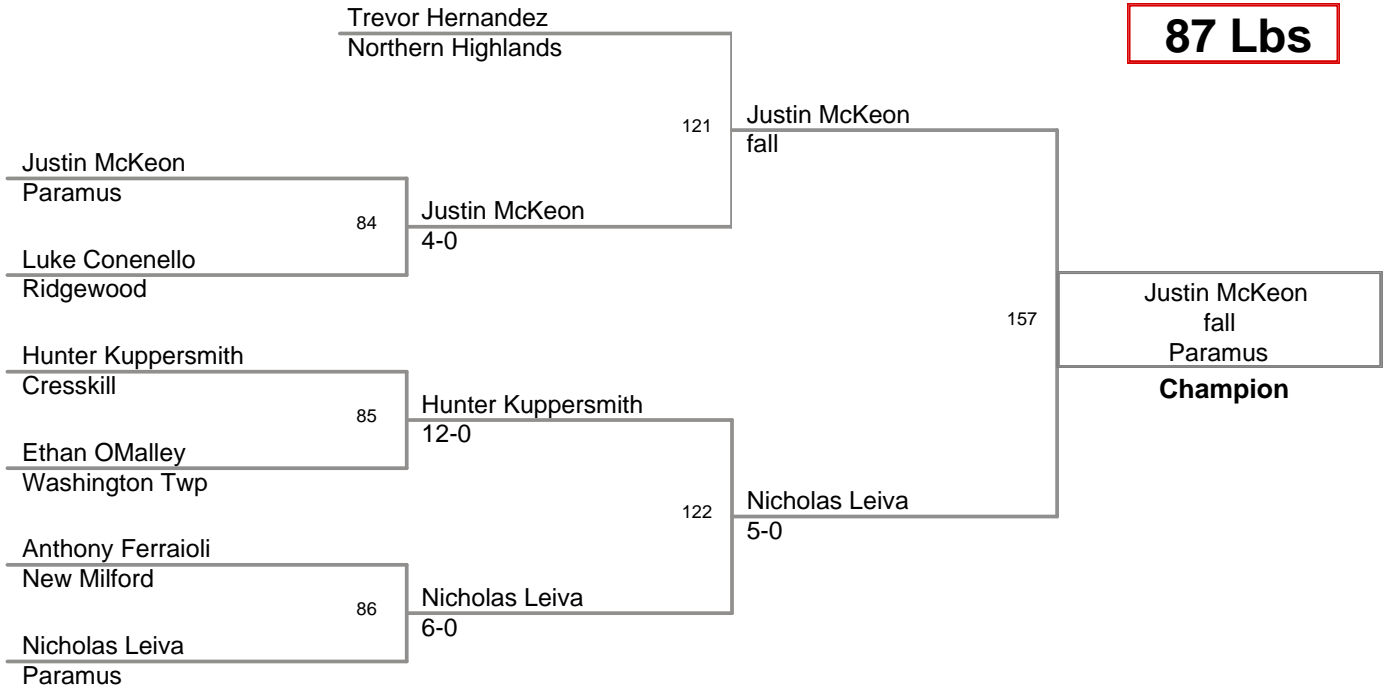 Trevor Hernandez
Northern Highlands
87 Lbs
121
Justin McKeon
fall
Justin McKeon
Paramus
84
Justin McKeon
4-0
Luke Conenello
Ridgewood
157
Justin McKeon
fall
Paramus
Champion
Hunter Kuppersmith
Cresskill
85
Hunter Kuppersmith
12-0
Ethan OMalley
Washington Twp
122
Nicholas Leiva
5-0
Anthony Ferraioli
New Milford
86
Nicholas Leiva
6-0
Nicholas Leiva
Paramus